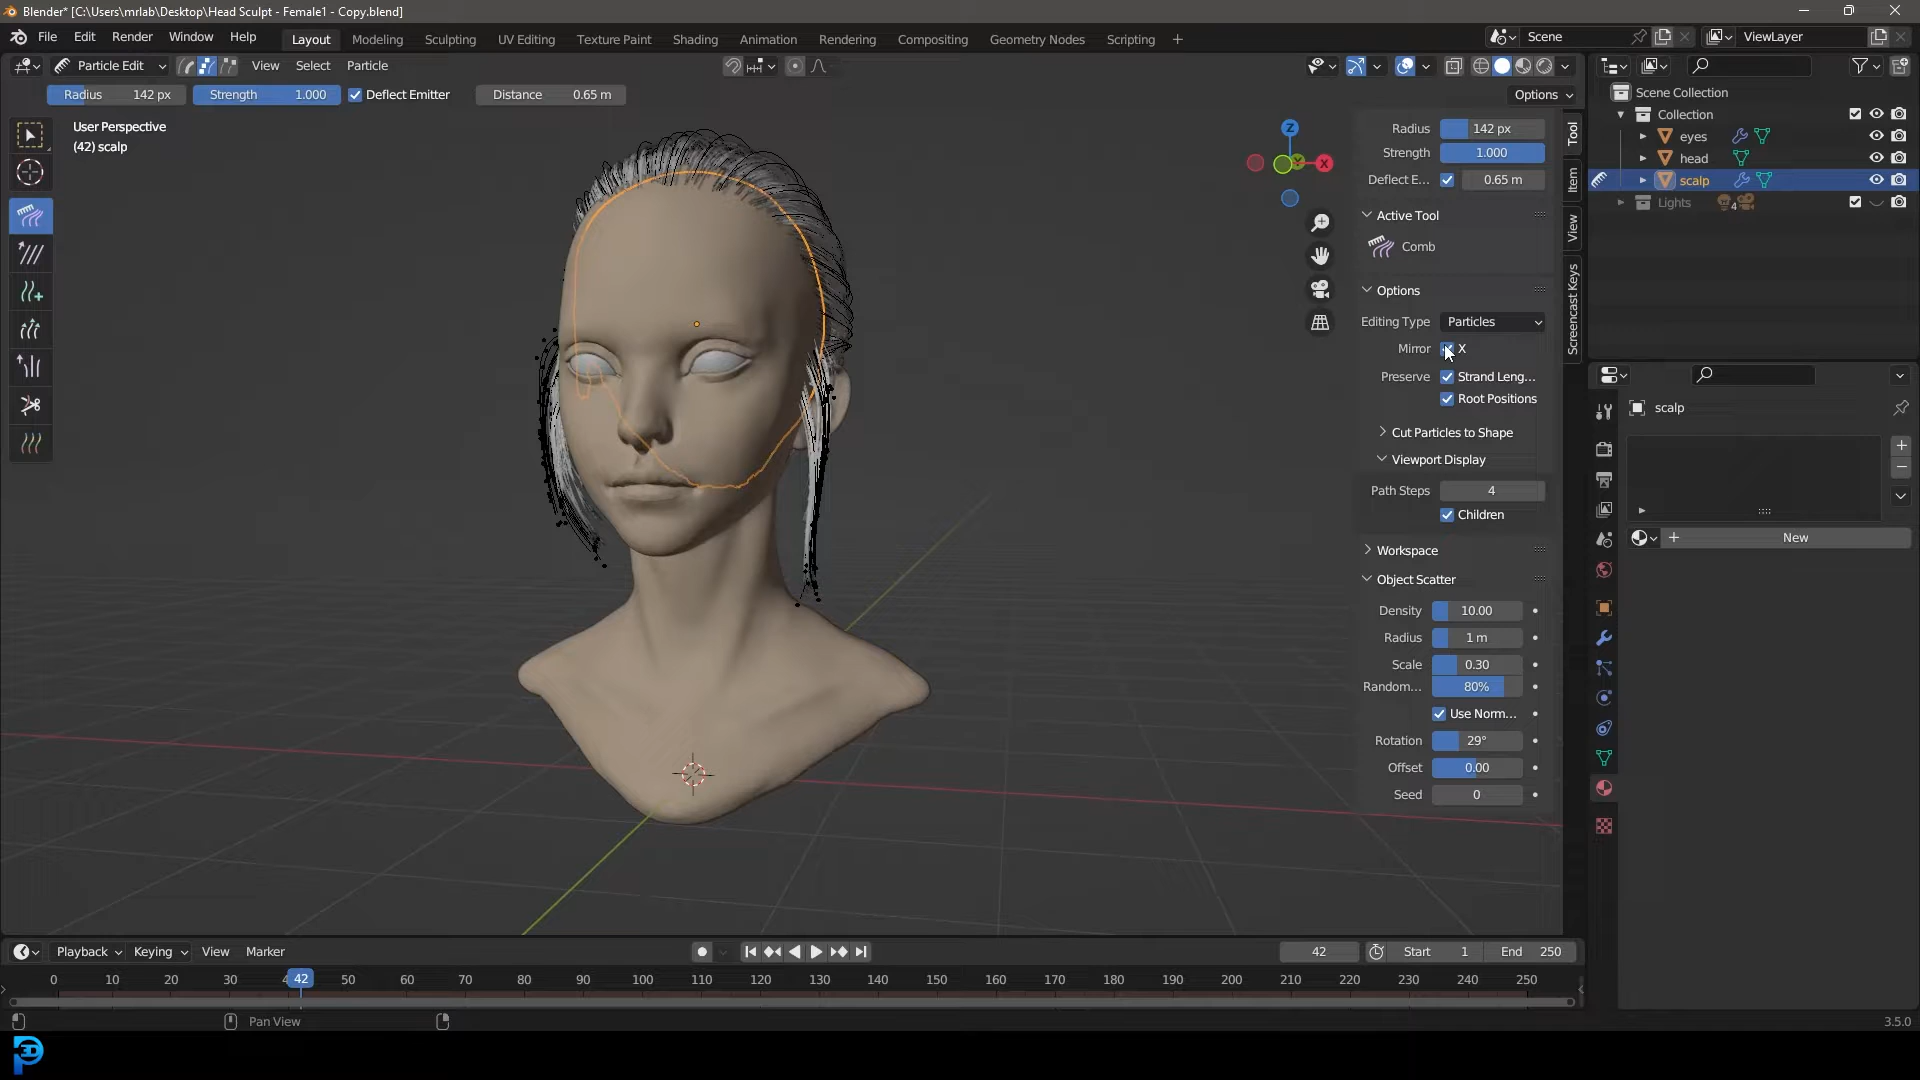 Blender* [C:\Users\mrlab\Desktop\Head Sculpt - Female1 - Copy.blend]
File Edit Render Window Help Layout Modeling Sculpting UV Editing Texture Paint Shading Animation Rendering Compositing Geometry Nodes Scripting Scene ViewLayer
Particle Edit View Select Particle
Radius 142 px Strength 1.000 Deflect Emitter Distance 0.65 m Options
User Perspective
(42) scalp
Z
Y X
Radius 142 px
Strength 1.000
Deflect E... 0.65 m
Active Tool
Comb
Options
Editing Type Particles
Mirror X
Preserve Strand Leng...
Root Positions
Cut Particles to Shape
Viewport Display
Path Steps 4
Children
Workspace
Object Scatter
Density 10.00
Radius 1 m
Scale 0.30
Random... 80%
Use Norm...
Rotation 29°
Offset 0.00
Seed 0
Tool
Item
View
Screencast Keys
Scene Collection
Collection
eyes
head
scalp
Lights 4
scalp
New
Playback Keying View Marker 42 Start 1 End 250
0 10 20 30 4 42 50 60 70 80 90 100 110 120 130 140 150 160 170 180 190 200 210 220 230 240 250
Pan View 3.5.0
P3D